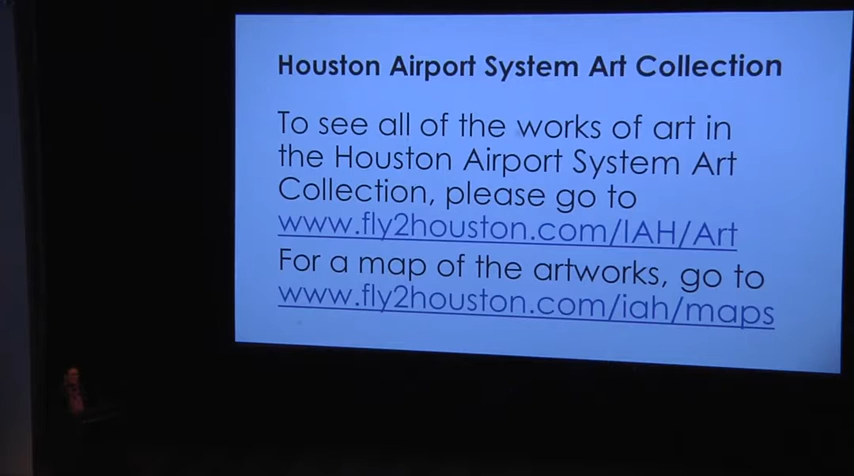 Houston Airport System Art Collection
To see all of the works of art in
the Houston Airport System Art
Collection, please go to
www.fly2houston.com/IAH/Art
For a map of the artworks, go to
www.fly2houston.com/iah/maps